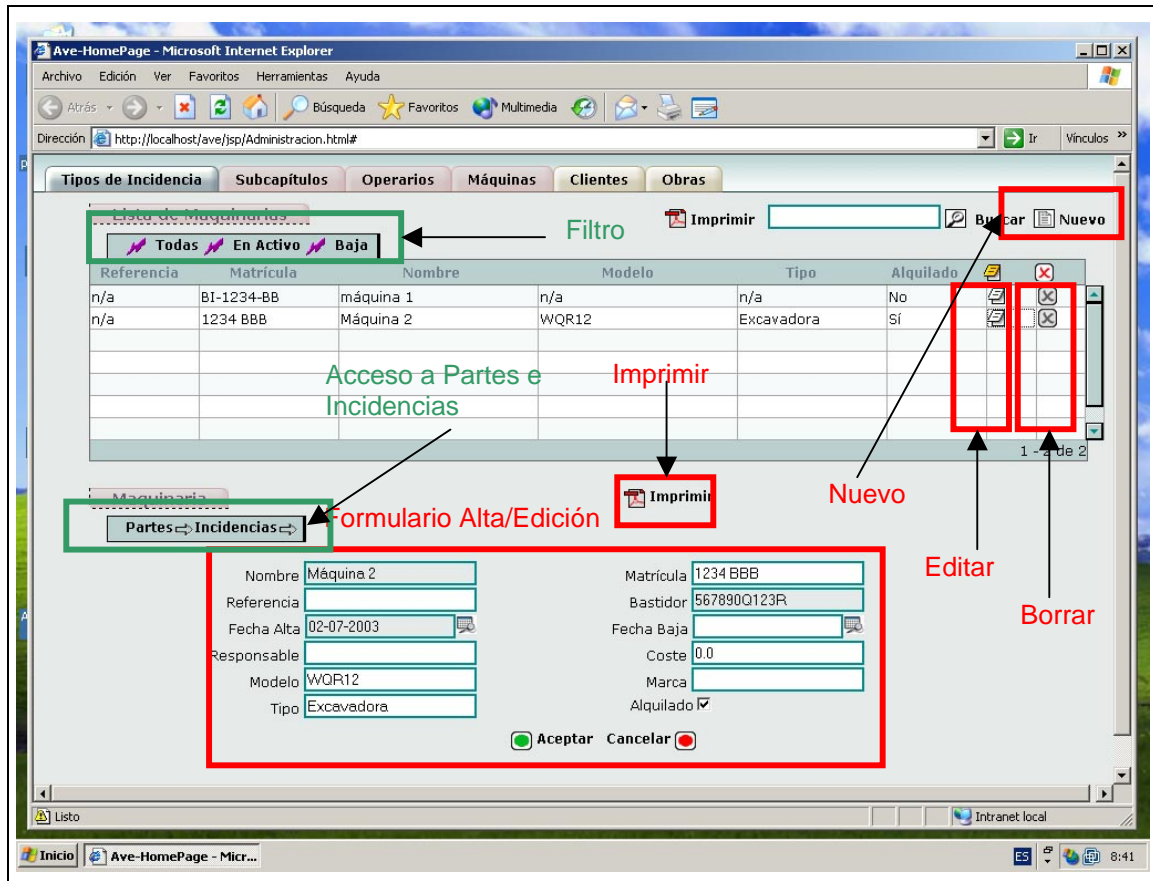 Ave-HomePage - Microsoft Internet Explorer
Archivo Edición Ver Favoritos Herramientas Ayuda
Atrás Búsqueda Favoritos Multimedia
Dirección http://localhost/ave/jsp/Administracion.html# Ir Vínculos »
Tipos de Incidencia Subcapítulos Operarios Máquinas Clientes Obras
Lista de Maquinarias Imprimir Buscar Nuevo
Filtro
Todas En Activo Baja
Referencia Matrícula Nombre Modelo Tipo Alquilado
n/a BI-1234-BB máquina 1 n/a n/a No
n/a 1234 BBB Máquina 2 WQR12 Excavadora Sí
Acceso a Partes e
Incidencias
Imprimir
1 - 2 de 2
Maquinaria Imprimir
Nuevo
Partes Incidencias
Formulario Alta/Edición
Editar
Borrar
Nombre Máquina 2 Matrícula 1234 BBB
Referencia Bastidor 567890Q123R
Fecha Alta 02-07-2003 Fecha Baja
Responsable Coste 0.0
Modelo WQR12 Marca
Tipo Excavadora Alquilado
Aceptar Cancelar
Listo Intranet local
Inicio Ave-HomePage - Micr... ES 8:41